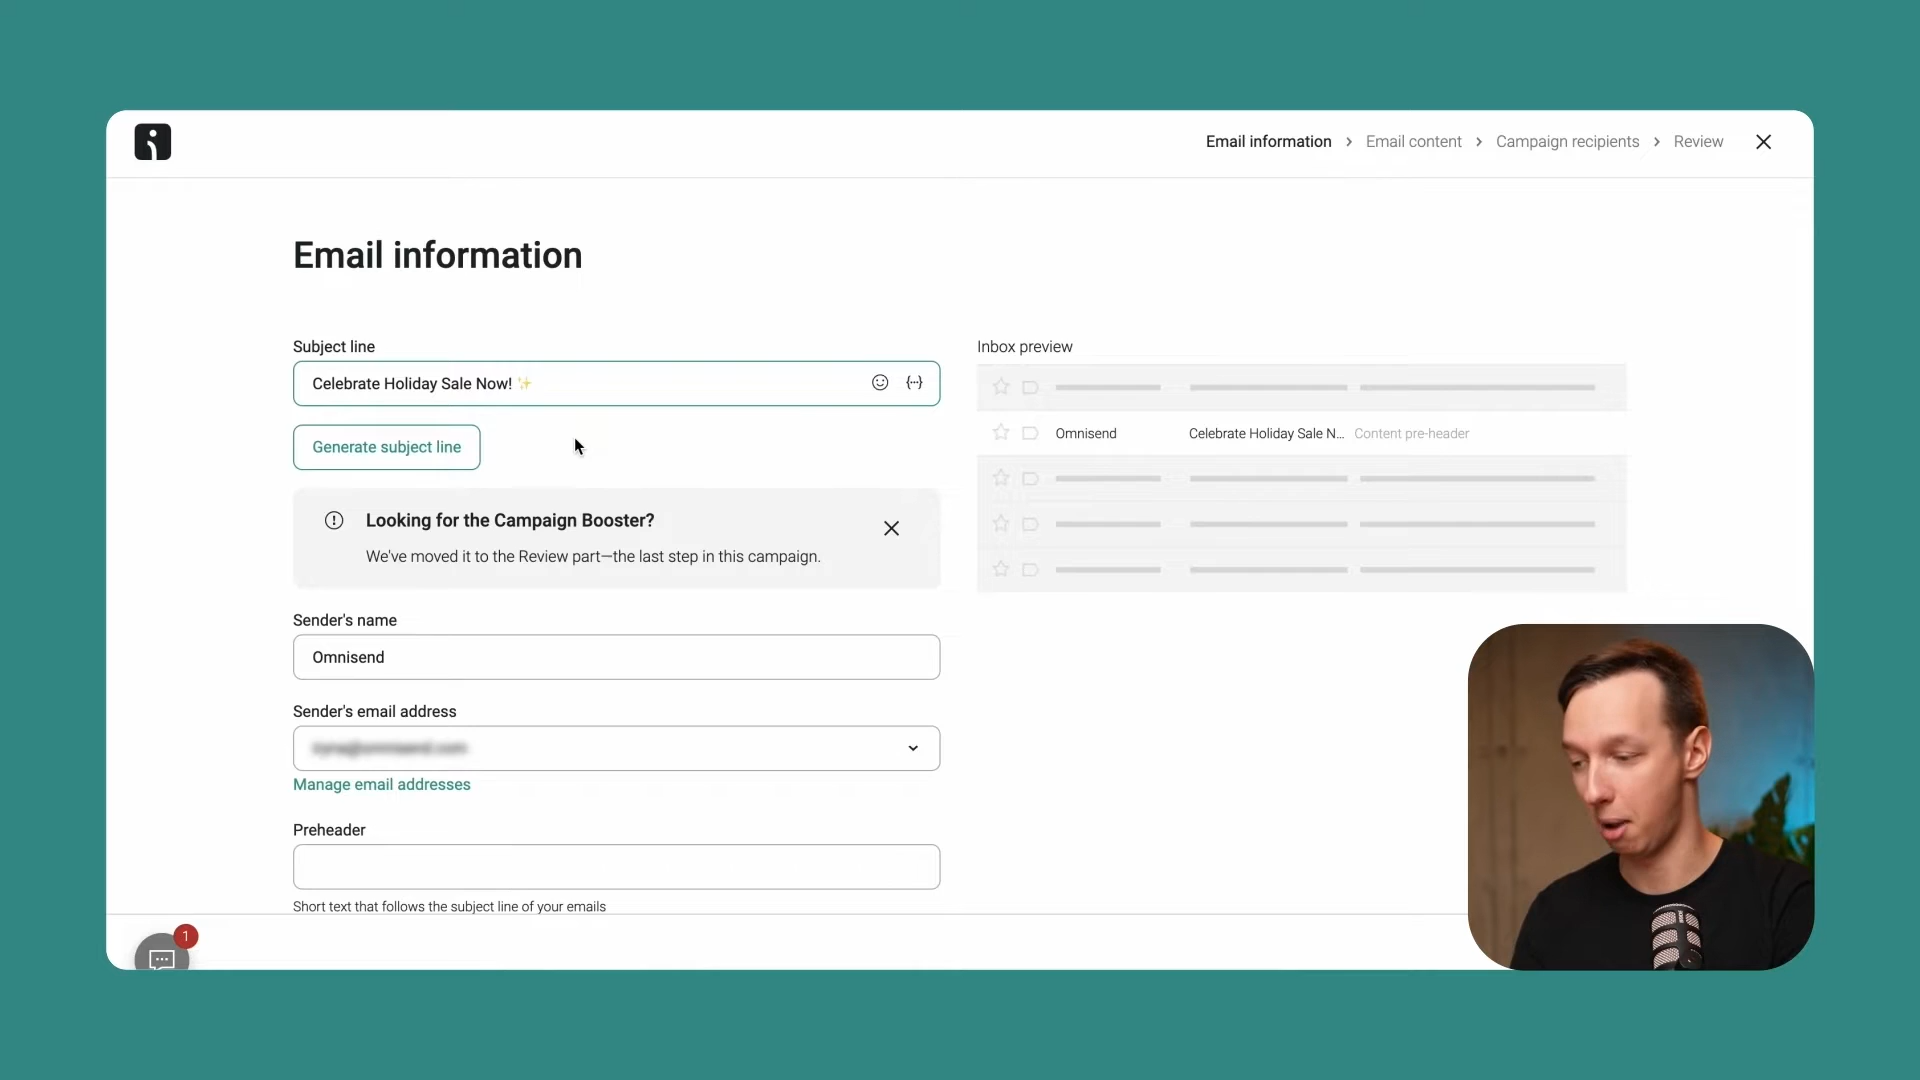 Email information > Email content > Campaign recipients > Review
Email information
Subject line
Celebrate Holiday Sale Now! ✨
Generate subject line
Looking for the Campaign Booster?
We've moved it to the Review part—the last step in this campaign.
Sender's name
Omnisend
Sender's email address
Manage email addresses
Preheader
Short text that follows the subject line of your emails
1
Inbox preview
Omnisend Celebrate Holiday Sale N... Content pre-header